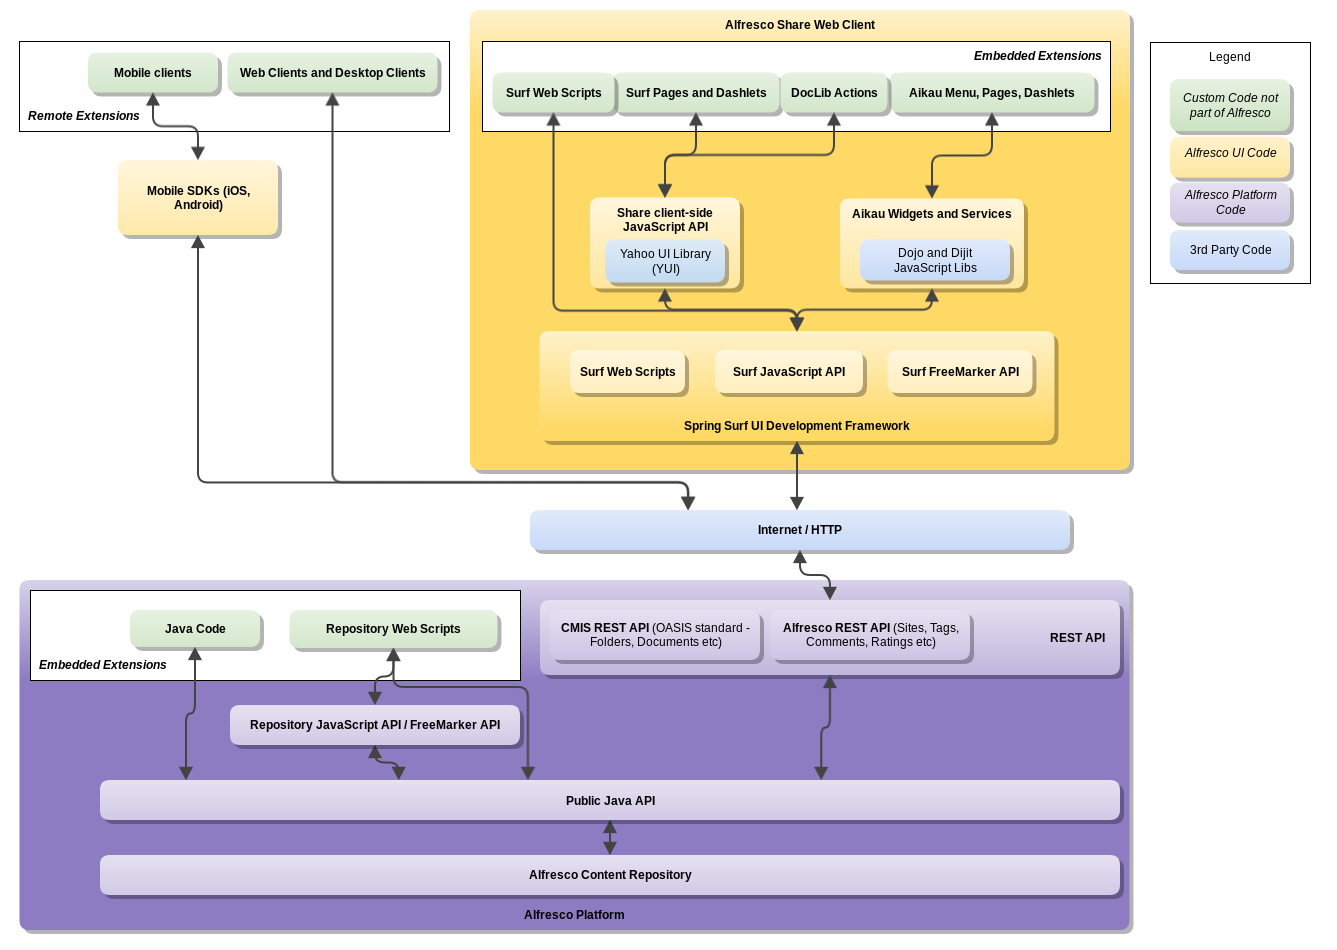 Alfresco Share Web Client
Embedded Extensions
Mobile clients
Web Clients and Desktop Clients
Remote Extensions
Surf Web Scripts
Surf Pages and Dashlets
DocLib Actions
Aikau Menu, Pages, Dashlets
Legend
Custom Code not
part of Alfresco
Alfresco UI Code
Alfresco Platform
Code
3rd Party Code
Mobile SDKs (iOS,
Android)
Share client-side
JavaScript API
Yahoo UI Library
(YUI)
Aikau Widgets and Services
Dojo and Dijit
JavaScript Libs
Surf Web Scripts
Surf JavaScript API
Surf FreeMarker API
Spring Surf UI Development Framework
Internet / HTTP
Java Code
Repository Web Scripts
Embedded Extensions
CMIS REST API (OASIS standard -
Folders, Documents etc)
Alfresco REST API (Sites, Tags,
Comments, Ratings etc)
REST API
Repository JavaScript API / FreeMarker API
Public Java API
Alfresco Content Repository
Alfresco Platform